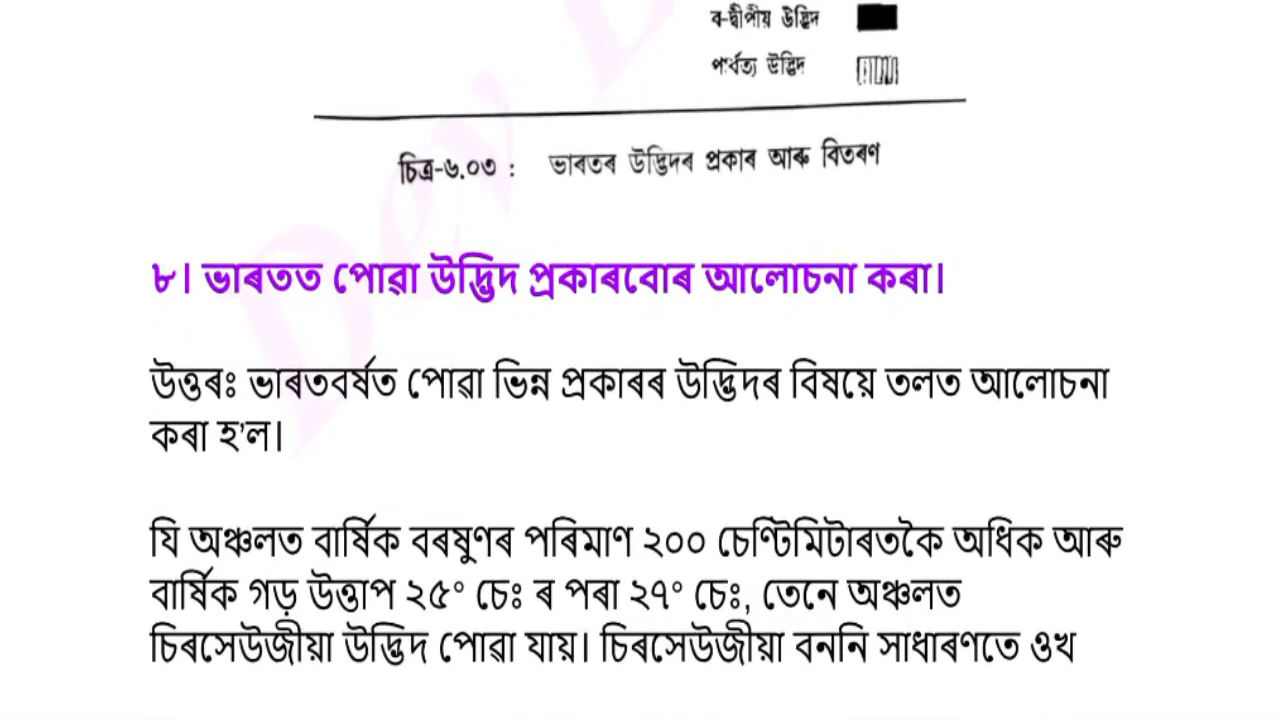 ব-দ্বীপীয় উদ্ভিদ
পৰ্বত্য উদ্ভিদ
চিত্ৰ-৬.০৩ : ভাৰতৰ উদ্ভিদৰ প্ৰকাৰ আৰু বিতৰণ
৮। ভাৰতত পোৱা উদ্ভিদ প্ৰকাৰবোৰ আলোচনা কৰা।
উত্তৰঃ ভাৰতবৰ্ষত পোৱা ভিন্ন প্ৰকাৰৰ উদ্ভিদৰ বিষয়ে তলত আলোচনা
কৰা হ’ল।
যি অঞ্চলত বাৰ্ষিক বৰষুণৰ পৰিমাণ ২০০ চেণ্টিমিটাৰতকৈ অধিক আৰু
বাৰ্ষিক গড় উত্তাপ ২৫° চেঃ ৰ পৰা ২৭° চেঃ, তেনে অঞ্চলত
চিৰসেউজীয়া উদ্ভিদ পোৱা যায়। চিৰসেউজীয়া বননি সাধাৰণতে ওখ